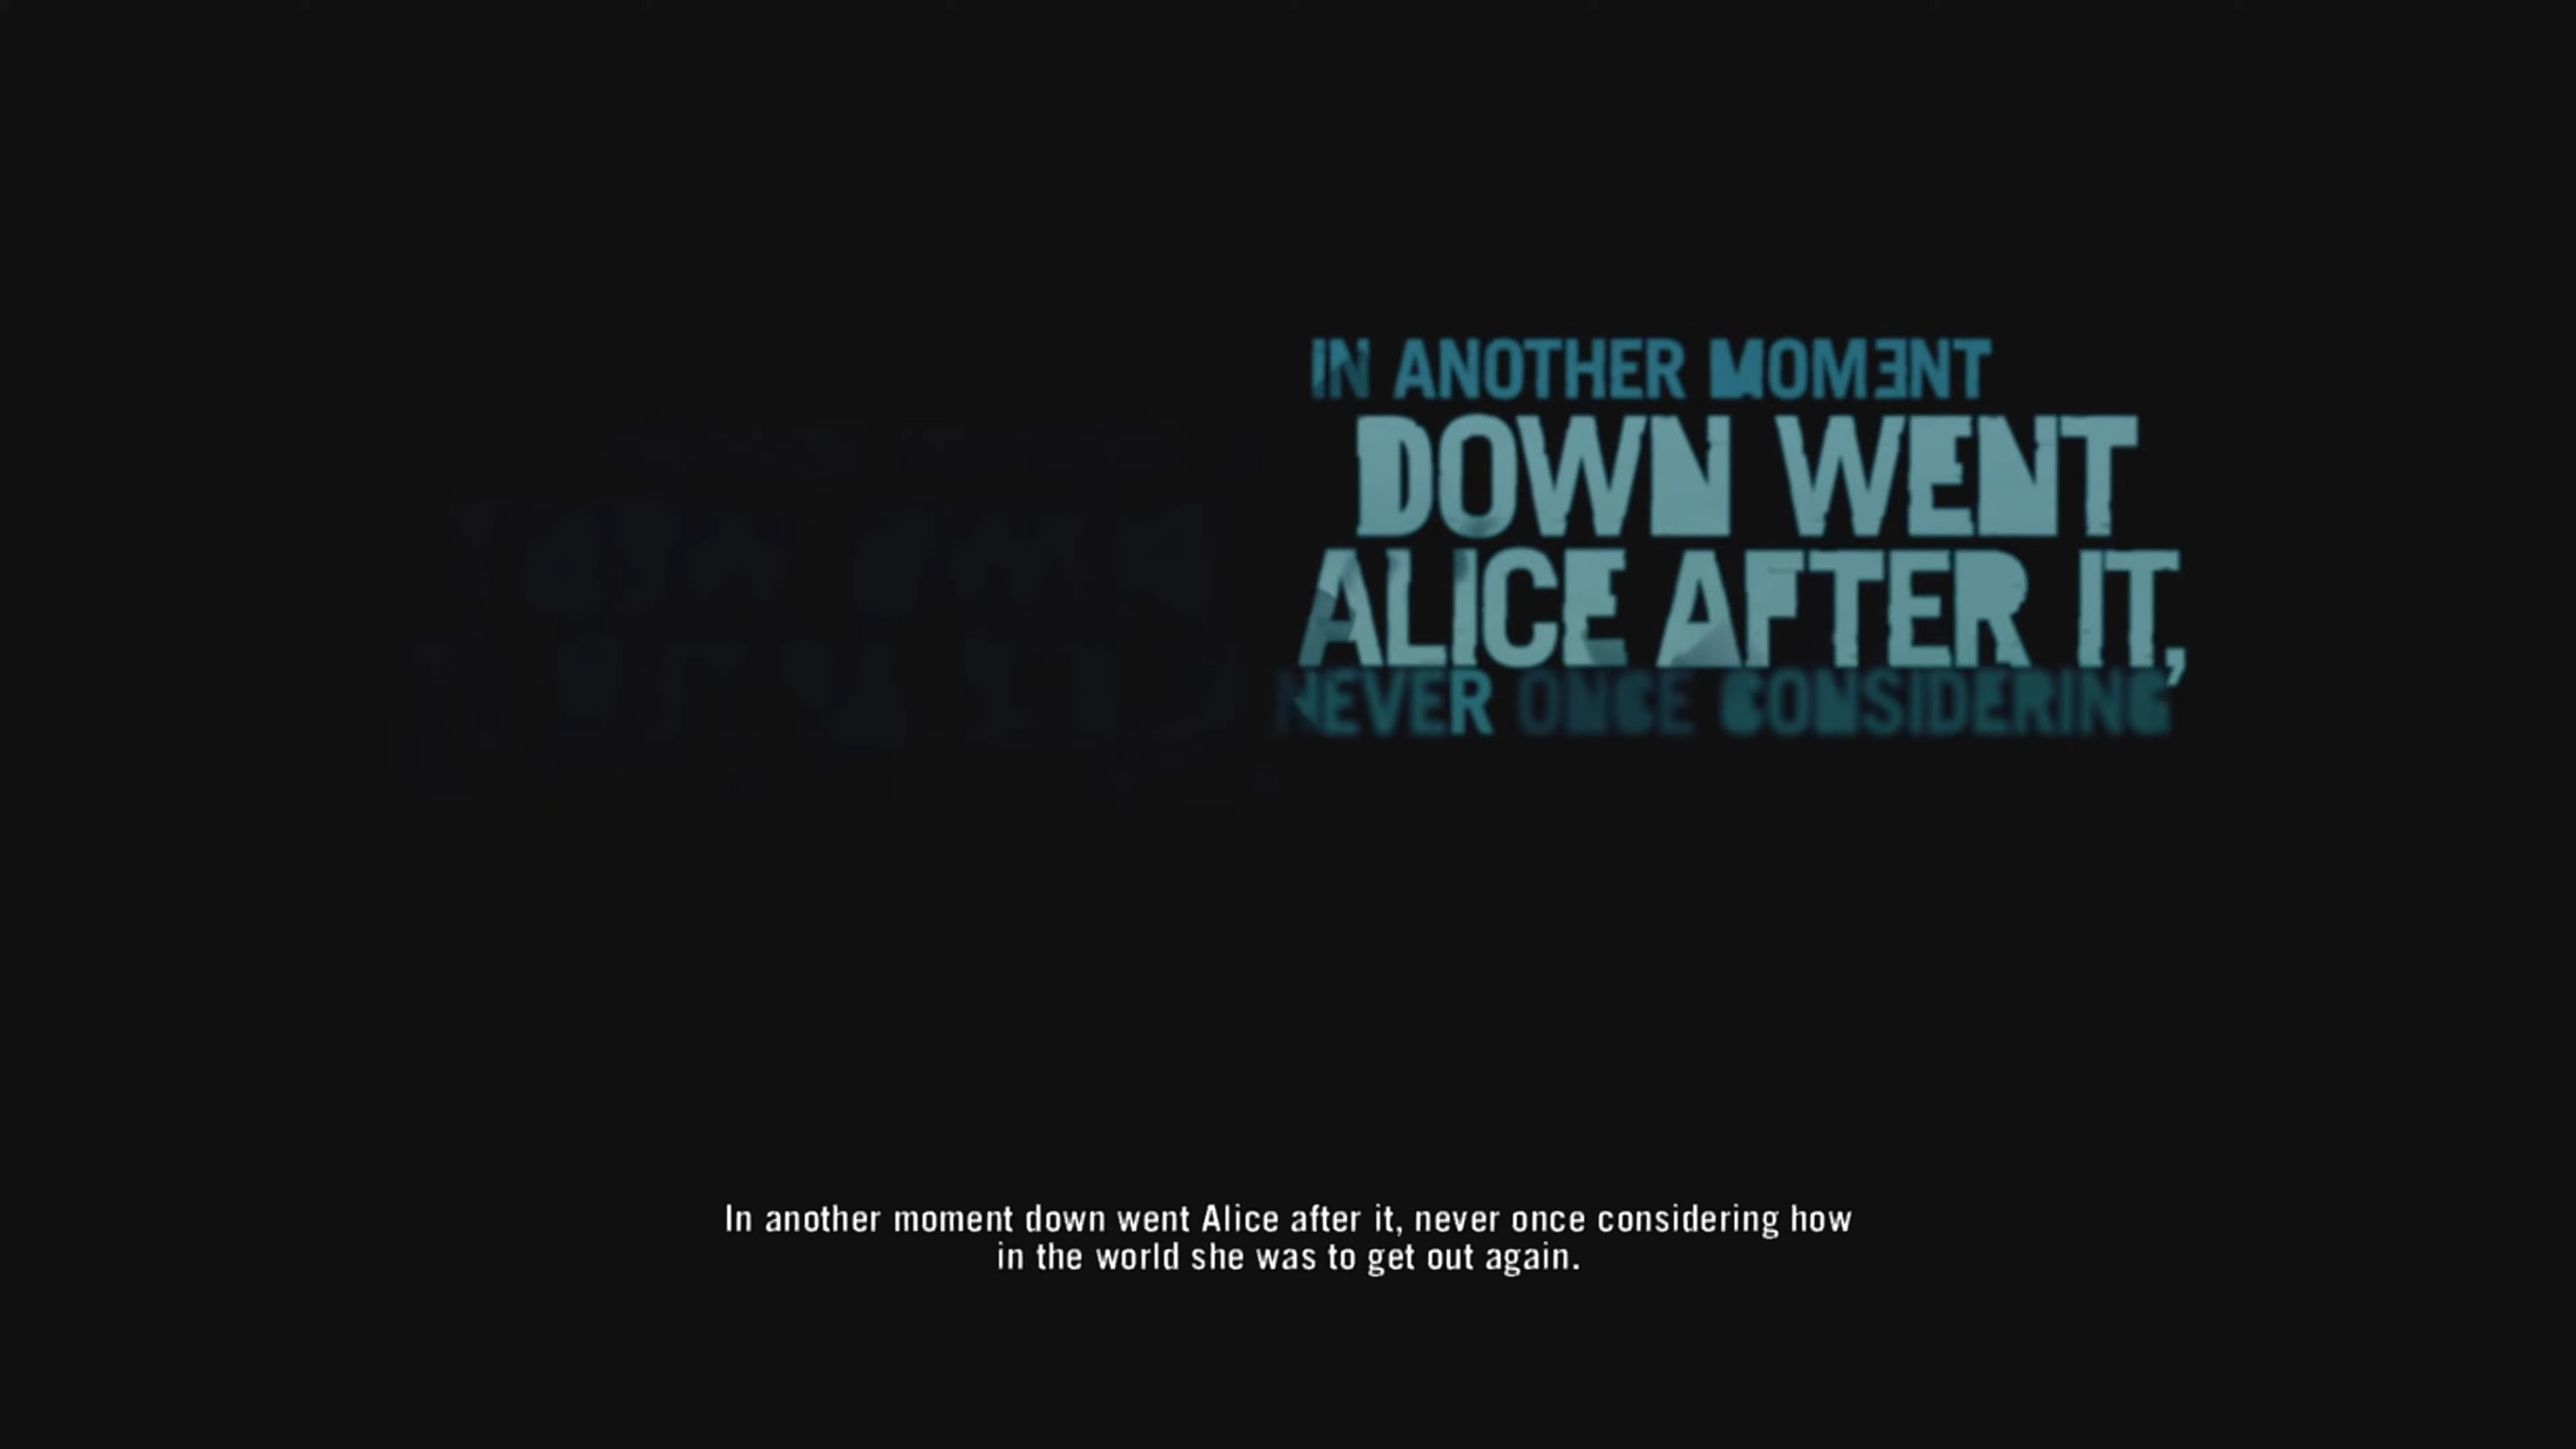 IN ANOTHER MOMENT
DOWN WENT
ALICE AFTER IT,
NEVER ONCE CONSIDERING
In another moment down went Alice after it, never once considering how
in the world she was to get out again.